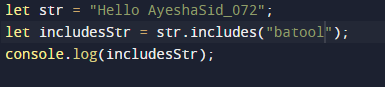 let str = "Hello AyeshaSid_072";
let includesStr = str.includes("batool");
console.log(includesStr);